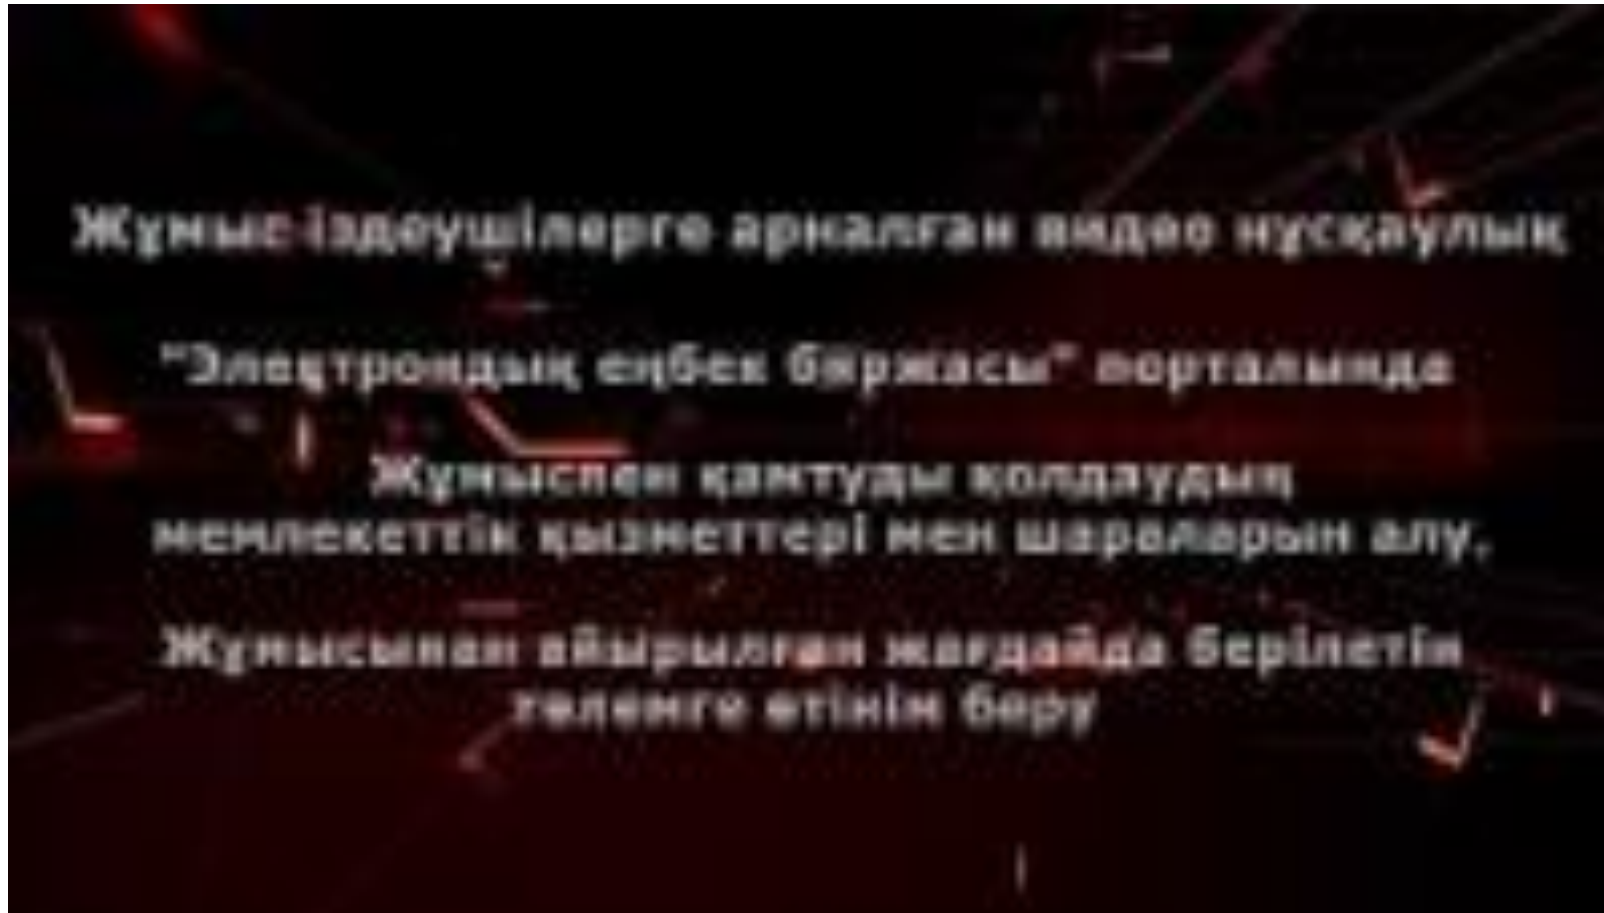 Жұмыс іздеушілерге арналған видео нұсқаулық
"Электрондық еңбек биржасы" порталында
Жұмыспен қамтуды қолдаудың
мемлекеттік қызметтері мен шараларын алу,
Жұмысынан айырылған жағдайда берілетін
төлемге өтінім беру